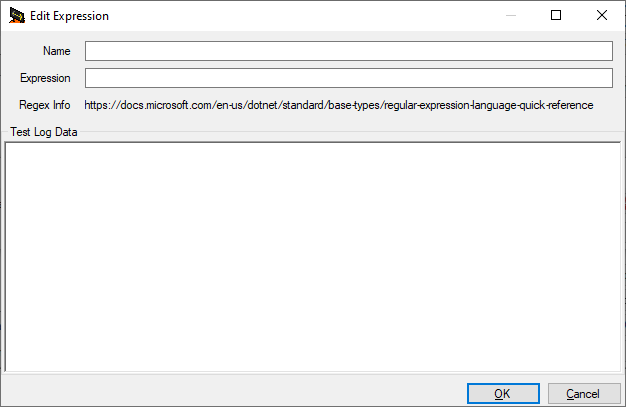 Edit Expression
Name
Expression
Regex Info https://docs.microsoft.com/en-us/dotnet/standard/base-types/regular-expression-language-quick-reference
Test Log Data
OK Cancel